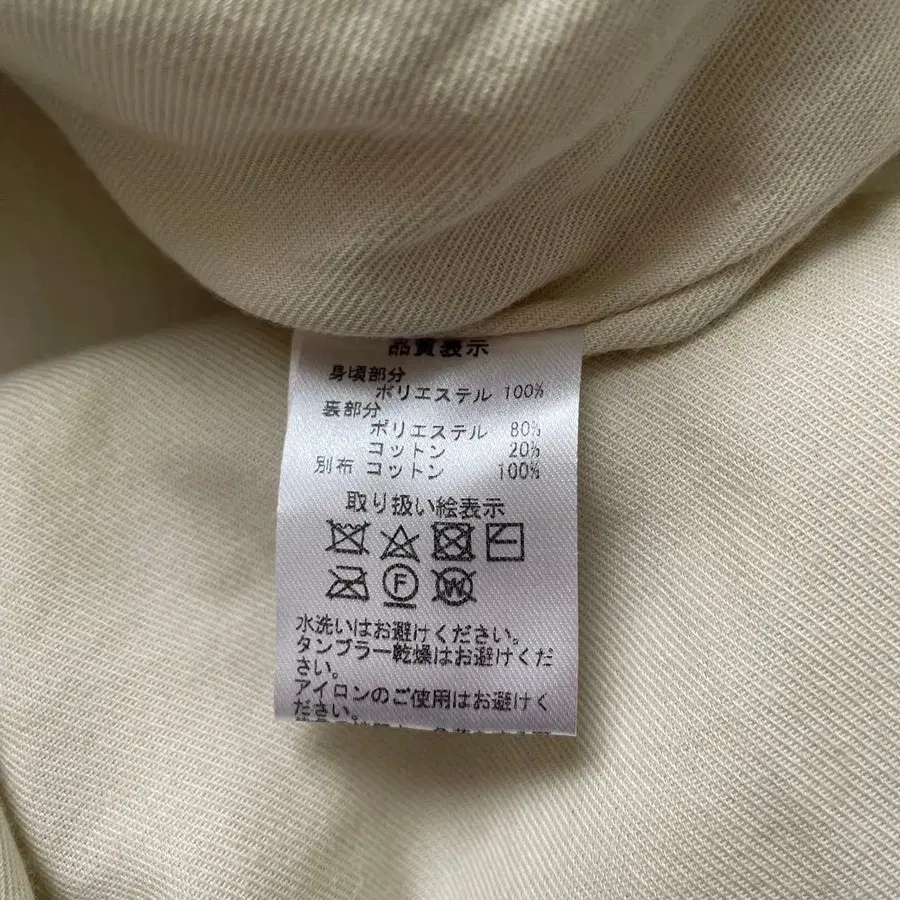 品質表示
身頃部分
ポリエステル 100%
裏部分
ポリエステル 80%
コットン 20%
別布 コットン 100%
取り扱い絵表示
F W
水洗いはお避けください。
タンブラー乾燥はお避けくだ
さい。
アイロンのご使用はお避けく
ださい。